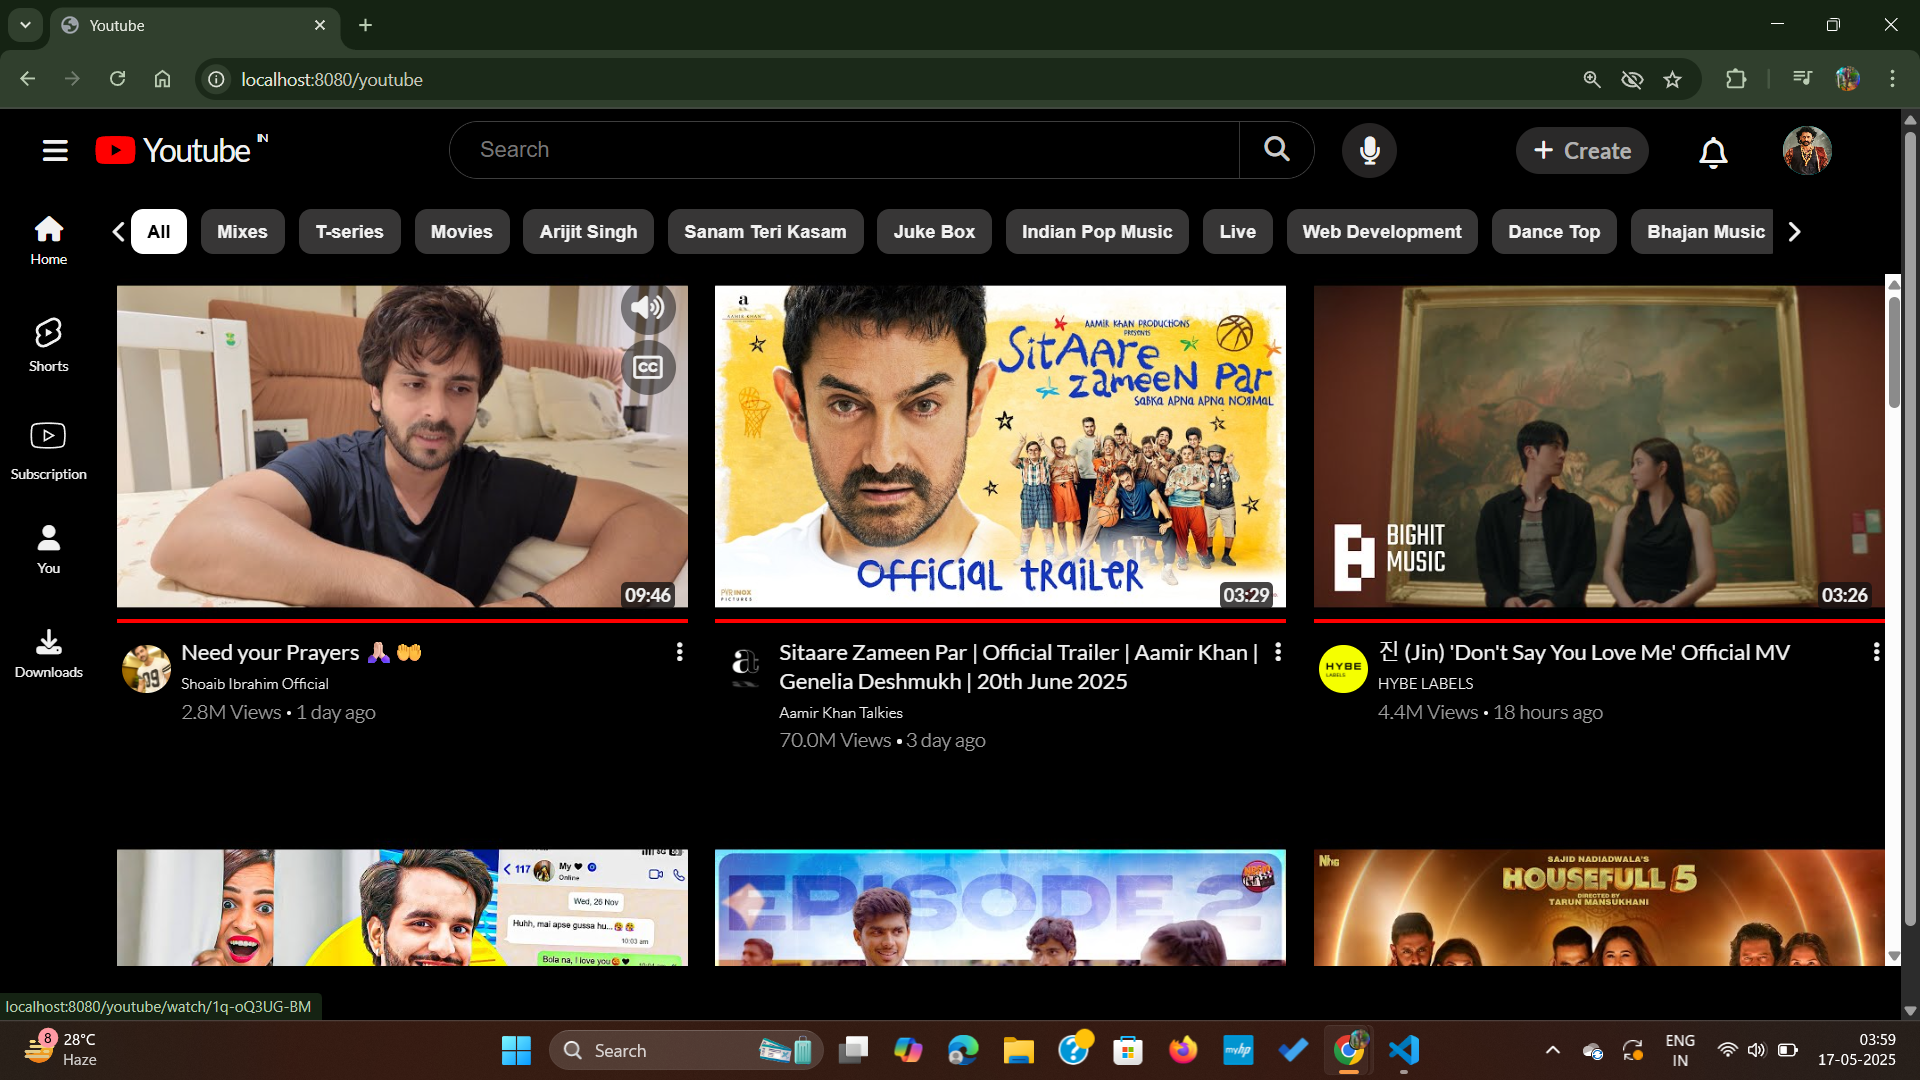 Youtube
localhost:8080/youtube
Youtube IN
Search
+ Create
Home
Shorts
Subscription
You
Downloads
All
Mixes
T-series
Movies
Arijit Singh
Sanam Teri Kasam
Juke Box
Indian Pop Music
Live
Web Development
Dance Top
Bhajan Music
CC
09:46
Need your Prayers 🙏🏻 🤲
Shoaib Ibrahim Official
2.8M Views • 1 day ago
a
AAMIR KHAN PRODUCTIONS
PRESENTS
SitAAre
zameeN Par
SABKA APNA APNA NORMAL
OFFICIAL tRAILER
PVR INOX
PICTURES
03:29
Sitaare Zameen Par | Official Trailer | Aamir Khan |
Genelia Deshmukh | 20th June 2025
Aamir Khan Talkies
70.0M Views • 3 day ago
BIGHIT
MUSIC
03:26
HYBE
LABELS
진 (Jin) 'Don't Say You Love Me' Official MV
HYBE LABELS
4.4M Views • 18 hours ago
117
My ♥
Online
Wed, 26 Nov
Huhh, mai apse gussa hu...
10:03 am
Bola na, I love you
EPISODE 2
SAJID NADIADWALA'S
HOUSEFULL 5
DIRECTED BY
TARUN MANSUKHANI
localhost:8080/youtube/watch/1q-oQ3UG-BM
8
28°C
Haze
Search
myhp
ENG
IN
03:59
17-05-2025